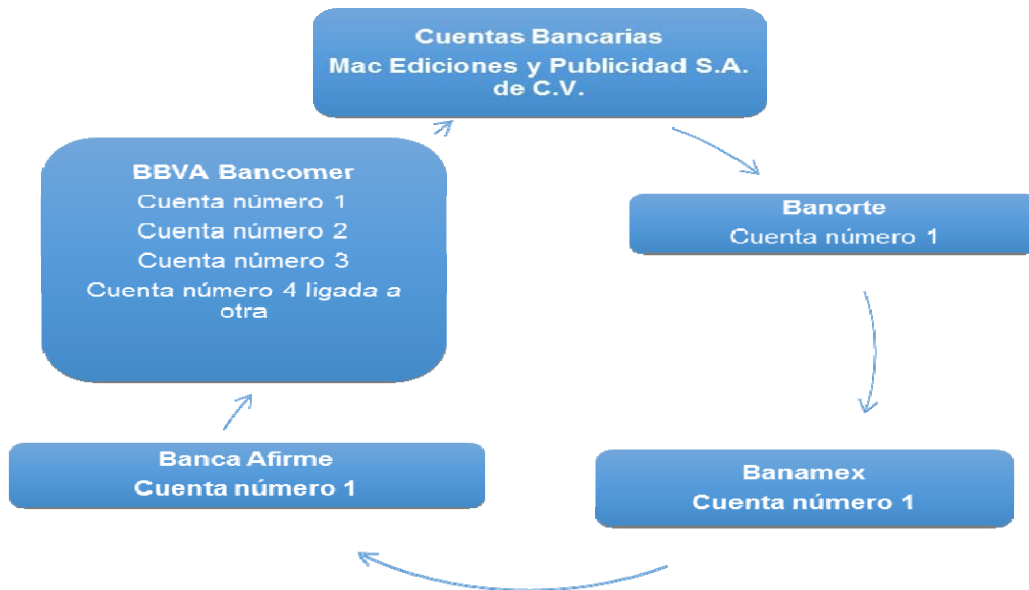 Cuentas Bancarias
Mac Ediciones y Publicidad S.A.
de C.V.
BBVA Bancomer
Cuenta número 1
Cuenta número 2
Cuenta número 3
Cuenta número 4 ligada a
otra
Banorte
Cuenta número 1
Banca Afirme
Cuenta número 1
Banamex
Cuenta número 1